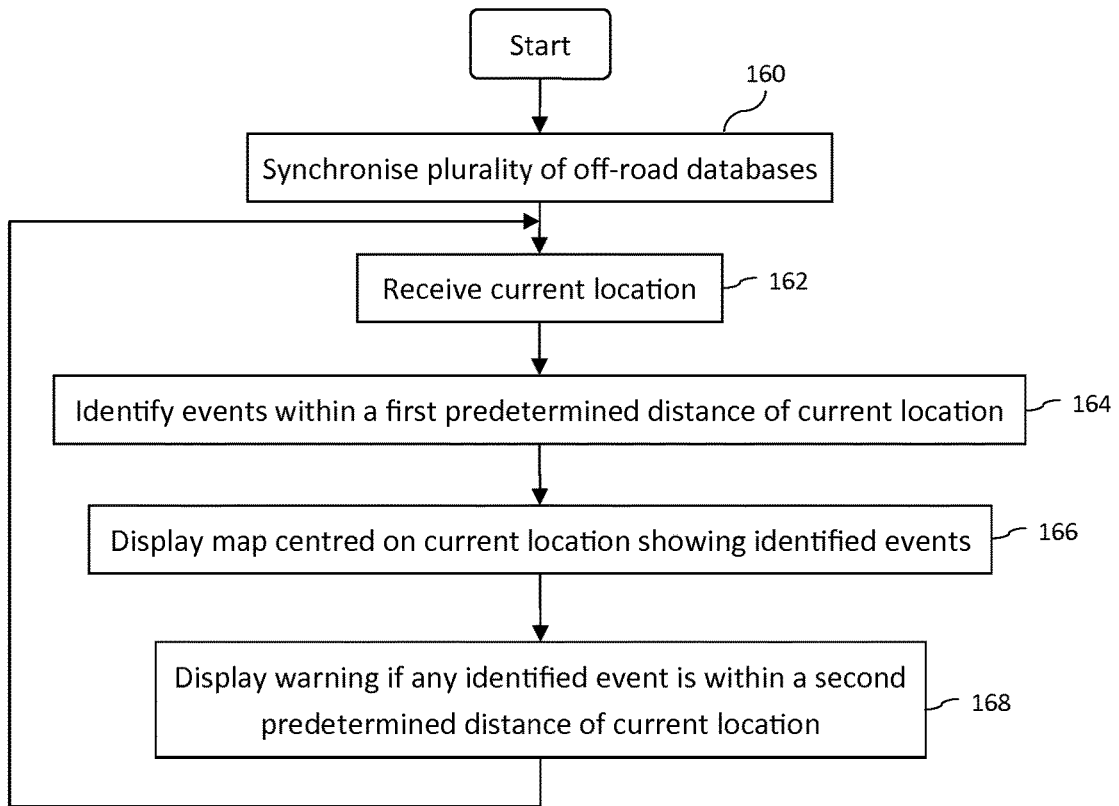 Start
160
Synchronise plurality of off-road databases
Receive current location
162
Identify events within a first predetermined distance of current location
164
Display map centred on current location showing identified events
166
Display warning if any identified event is within a second
predetermined distance of current location
168